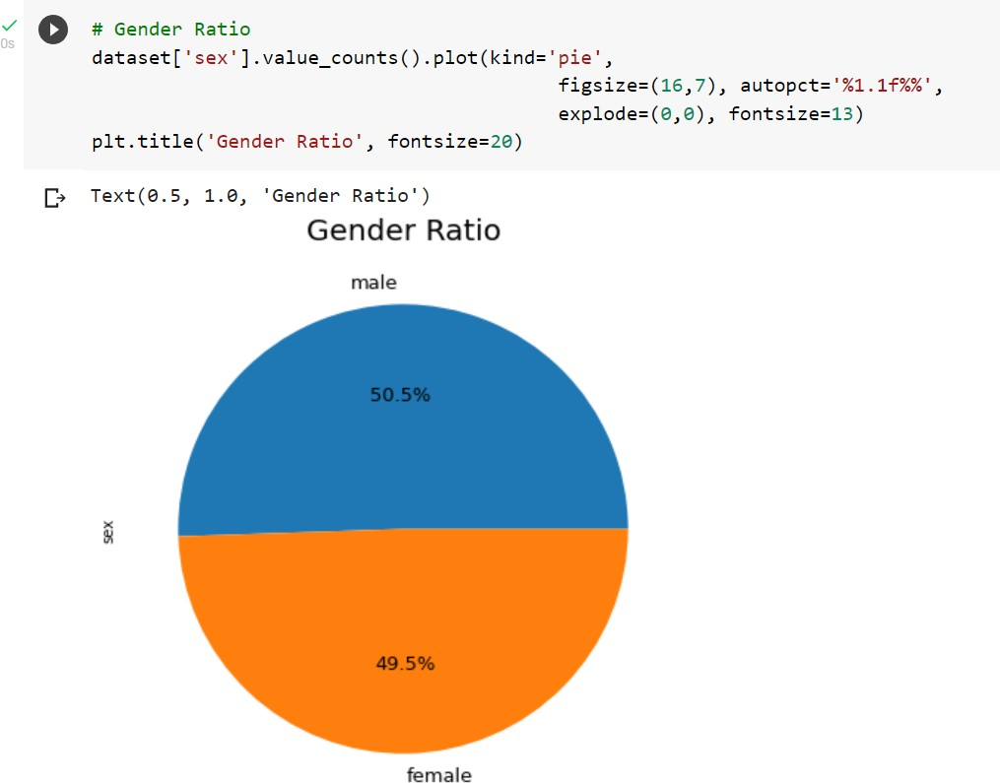 0s
# Gender Ratio
dataset['sex'].value_counts().plot(kind='pie',
figsize=(16,7), autopct='%1.1f%%',
explode=(0,0), fontsize=13)
plt.title('Gender Ratio', fontsize=20)
Text(0.5, 1.0, 'Gender Ratio')
Gender Ratio
male
50.5%
sex
49.5%
female